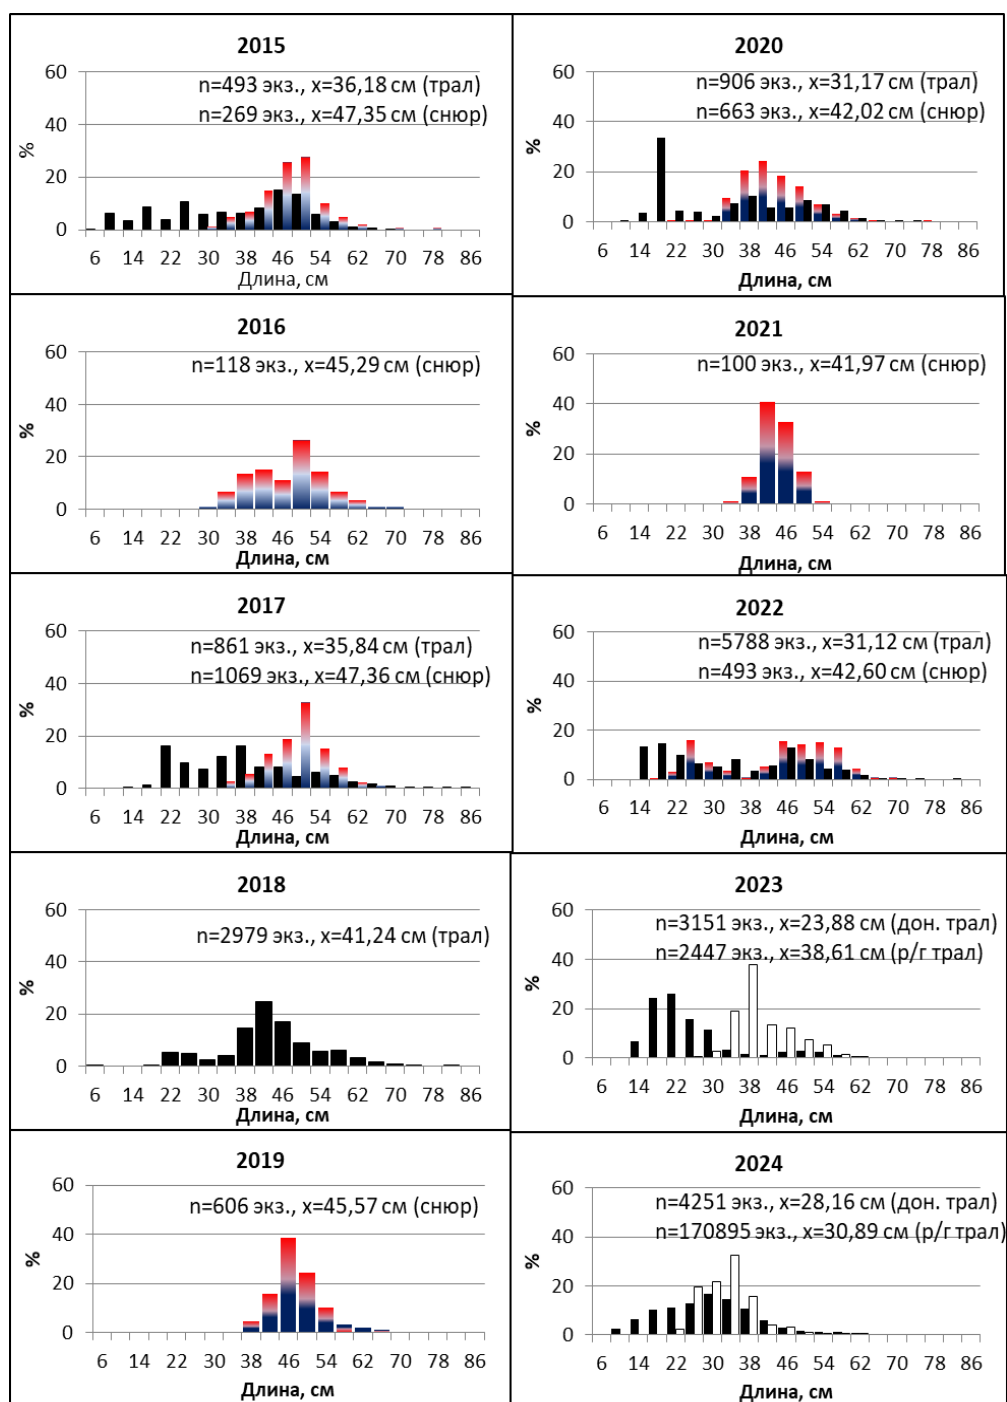 2015
n=493 экз., x=36,18 см (трал)
n=269 экз., x=47,35 см (снюр)
60
40
20
0
%
6 14 22 30 38 46 54 62 70 78 86
Длина, см
2016
n=118 экз., x=45,29 см (снюр)
60
40
20
0
%
6 14 22 30 38 46 54 62 70 78 86
Длина, см
2017
n=861 экз., x=35,84 см (трал)
n=1069 экз., x=47,36 см (снюр)
60
40
20
0
%
6 14 22 30 38 46 54 62 70 78 86
Длина, см
2018
n=2979 экз., x=41,24 см (трал)
60
40
20
0
%
6 14 22 30 38 46 54 62 70 78 86
Длина, см
2019
n=606 экз., x=45,57 см (снюр)
60
40
20
0
%
6 14 22 30 38 46 54 62 70 78 86
Длина, см
2020
n=906 экз., x=31,17 см (трал)
n=663 экз., x=42,02 см (снюр)
60
40
20
0
%
6 14 22 30 38 46 54 62 70 78 86
Длина, см
2021
n=100 экз., x=41,97 см (снюр)
60
40
20
0
%
6 14 22 30 38 46 54 62 70 78 86
Длина, см
2022
n=5788 экз., x=31,12 см (трал)
n=493 экз., x=42,60 см (снюр)
60
40
20
0
%
6 14 22 30 38 46 54 62 70 78 86
Длина, см
2023
n=3151 экз., x=23,88 см (дон. трал)
n=2447 экз., x=38,61 см (р/г трал)
60
40
20
0
%
6 14 22 30 38 46 54 62 70 78 86
Длина, см
2024
n=4251 экз., x=28,16 см (дон. трал)
n=170895 экз., x=30,89 см (р/г трал)
60
40
20
0
%
6 14 22 30 38 46 54 62 70 78 86
Длина, см